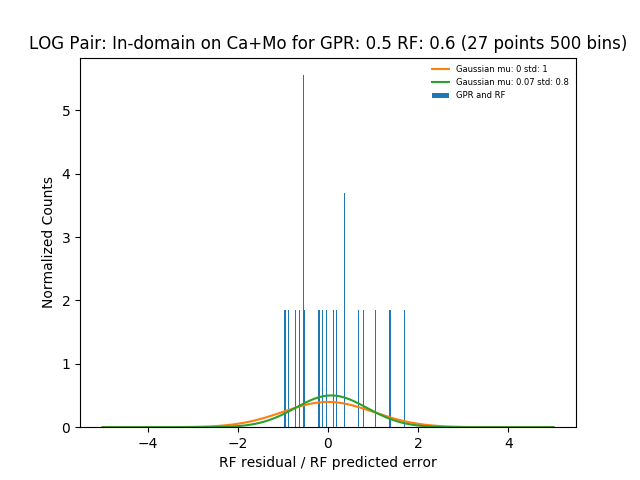 LOG Pair: In-domain on Ca+Mo for GPR: 0.5 RF: 0.6 (27 points 500 bins)
Gaussian mu: 0 std: 1
Gaussian mu: 0.07 std: 0.8
GPR and RF
Normalized Counts
5
4
3
2
1
0
−4 −2 0 2 4
RF residual / RF predicted error